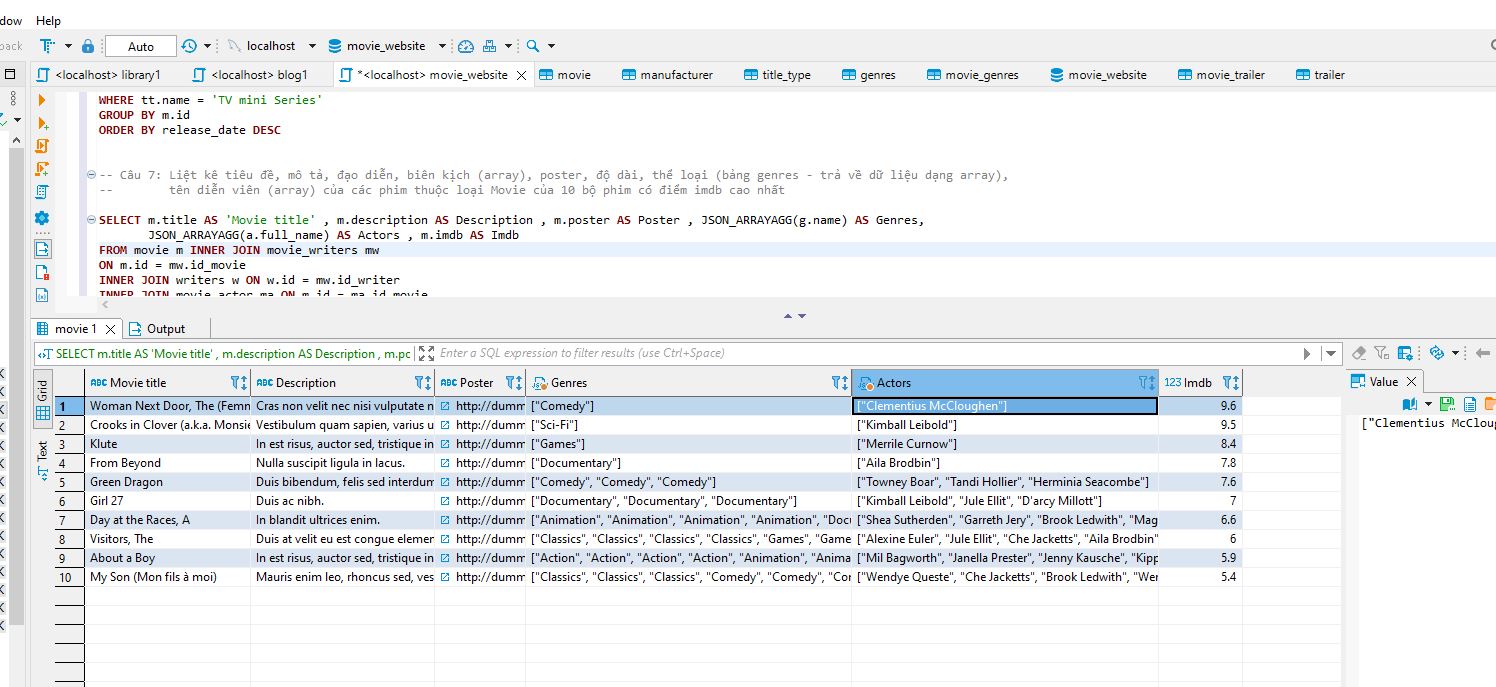 dow Help
back Auto localhost movie_website
<localhost> library1 <localhost> blog1 *<localhost> movie_website movie manufacturer title_type genres movie_genres movie_website movie_trailer trailer
WHERE tt.name = 'TV mini Series'
GROUP BY m.id
ORDER BY release_date DESC
-- Câu 7: Liệt kê tiêu đề, mô tả, đạo diễn, biên kịch (array), poster, độ dài, thể loại (bảng genres - trả về dữ liệu dạng array),
-- tên diễn viên (array) của các phim thuộc loại Movie của 10 bộ phim có điểm imdb cao nhất
SELECT m.title AS 'Movie title' , m.description AS Description , m.poster AS Poster , JSON_ARRAYAGG(g.name) AS Genres,
JSON_ARRAYAGG(a.full_name) AS Actors , m.imdb AS Imdb
FROM movie m INNER JOIN movie_writers mw
ON m.id = mw.id_movie
INNER JOIN writers w ON w.id = mw.id_writer
INNER JOIN movie_actor ma ON m.id = ma.id_movie
movie 1 Output
SELECT m.title AS 'Movie title' , m.description AS Description , m.pc Enter a SQL expression to filter results (use Ctrl+Space)
Grid
Text
ABC Movie title ABC Description ABC Poster Genres Actors 123 Imdb Value
1 Woman Next Door, The (Femn Cras non velit nec nisi vulputate n http://dumm ["Comedy"] ["Clementius McCloughen"] 9.6
2 Crooks in Clover (a.k.a. Monsie Vestibulum quam sapien, varius u http://dumm ["Sci-Fi"] ["Kimball Leibold"] 9.5 ["Clementius McCloug
3 Klute In est risus, auctor sed, tristique in http://dumm ["Games"] ["Merrile Curnow"] 8.4
4 From Beyond Nulla suscipit ligula in lacus. http://dumm ["Documentary"] ["Aila Brodbin"] 7.8
5 Green Dragon Duis bibendum, felis sed interdum http://dumm ["Comedy", "Comedy", "Comedy"] ["Towney Boar", "Tandi Hollier", "Herminia Seacombe"] 7.6
6 Girl 27 Duis ac nibh. http://dumm ["Documentary", "Documentary", "Documentary"] ["Kimball Leibold", "Jule Ellit", "D'arcy Millott"] 7
7 Day at the Races, A In blandit ultrices enim. http://dumm ["Animation", "Animation", "Animation", "Animation", "Docu ["Shea Sutherden", "Garreth Jery", "Brook Ledwith", "Mag 6.6
8 Visitors, The Duis at velit eu est congue elemen http://dumm ["Classics", "Classics", "Classics", "Classics", "Games", "Game ["Alexine Euler", "Jule Ellit", "Che Jacketts", "Aila Brodbin" 6
9 About a Boy In est risus, auctor sed, tristique in http://dumm ["Action", "Action", "Action", "Action", "Animation", "Anima ["Mil Bagworth", "Janella Prester", "Jenny Kausche", "Kipp 5.9
10 My Son (Mon fils à moi) Mauris enim leo, rhoncus sed, ves http://dumm ["Classics", "Classics", "Classics", "Comedy", "Comedy", "Cor ["Wendye Queste", "Che Jacketts", "Brook Ledwith", "Wer 5.4